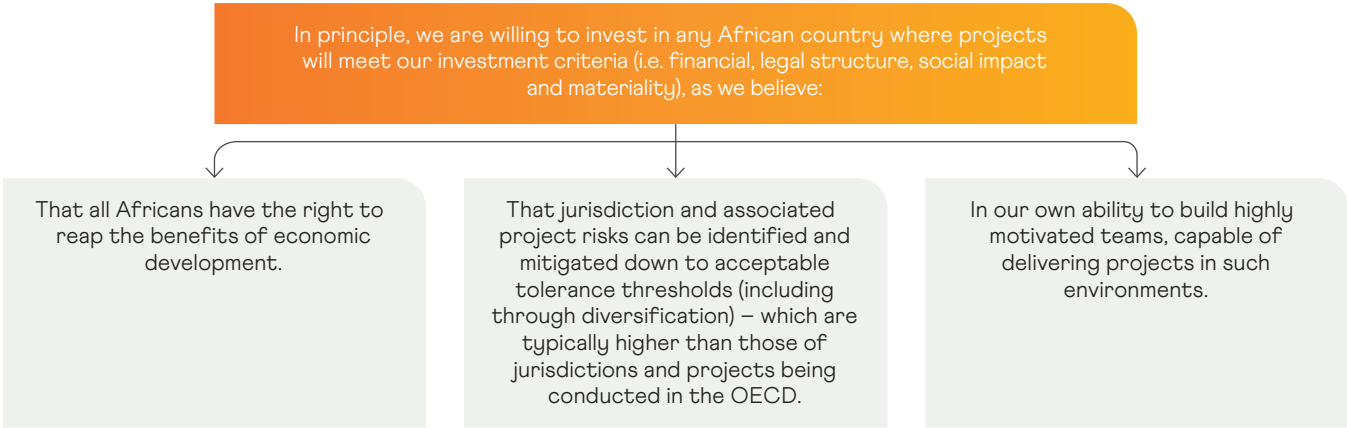 In principle, we are willing to invest in any African country where projects
will meet our investment criteria (i.e. financial, legal structure, social impact
and materiality), as we believe:
That all Africans have the right to
reap the benefits of economic
development.
That jurisdiction and associated
project risks can be identified and
mitigated down to acceptable
tolerance thresholds (including
through diversification) – which are
typically higher than those of
jurisdictions and projects being
conducted in the OECD.
In our own ability to build highly
motivated teams, capable of
delivering projects in such
environments.